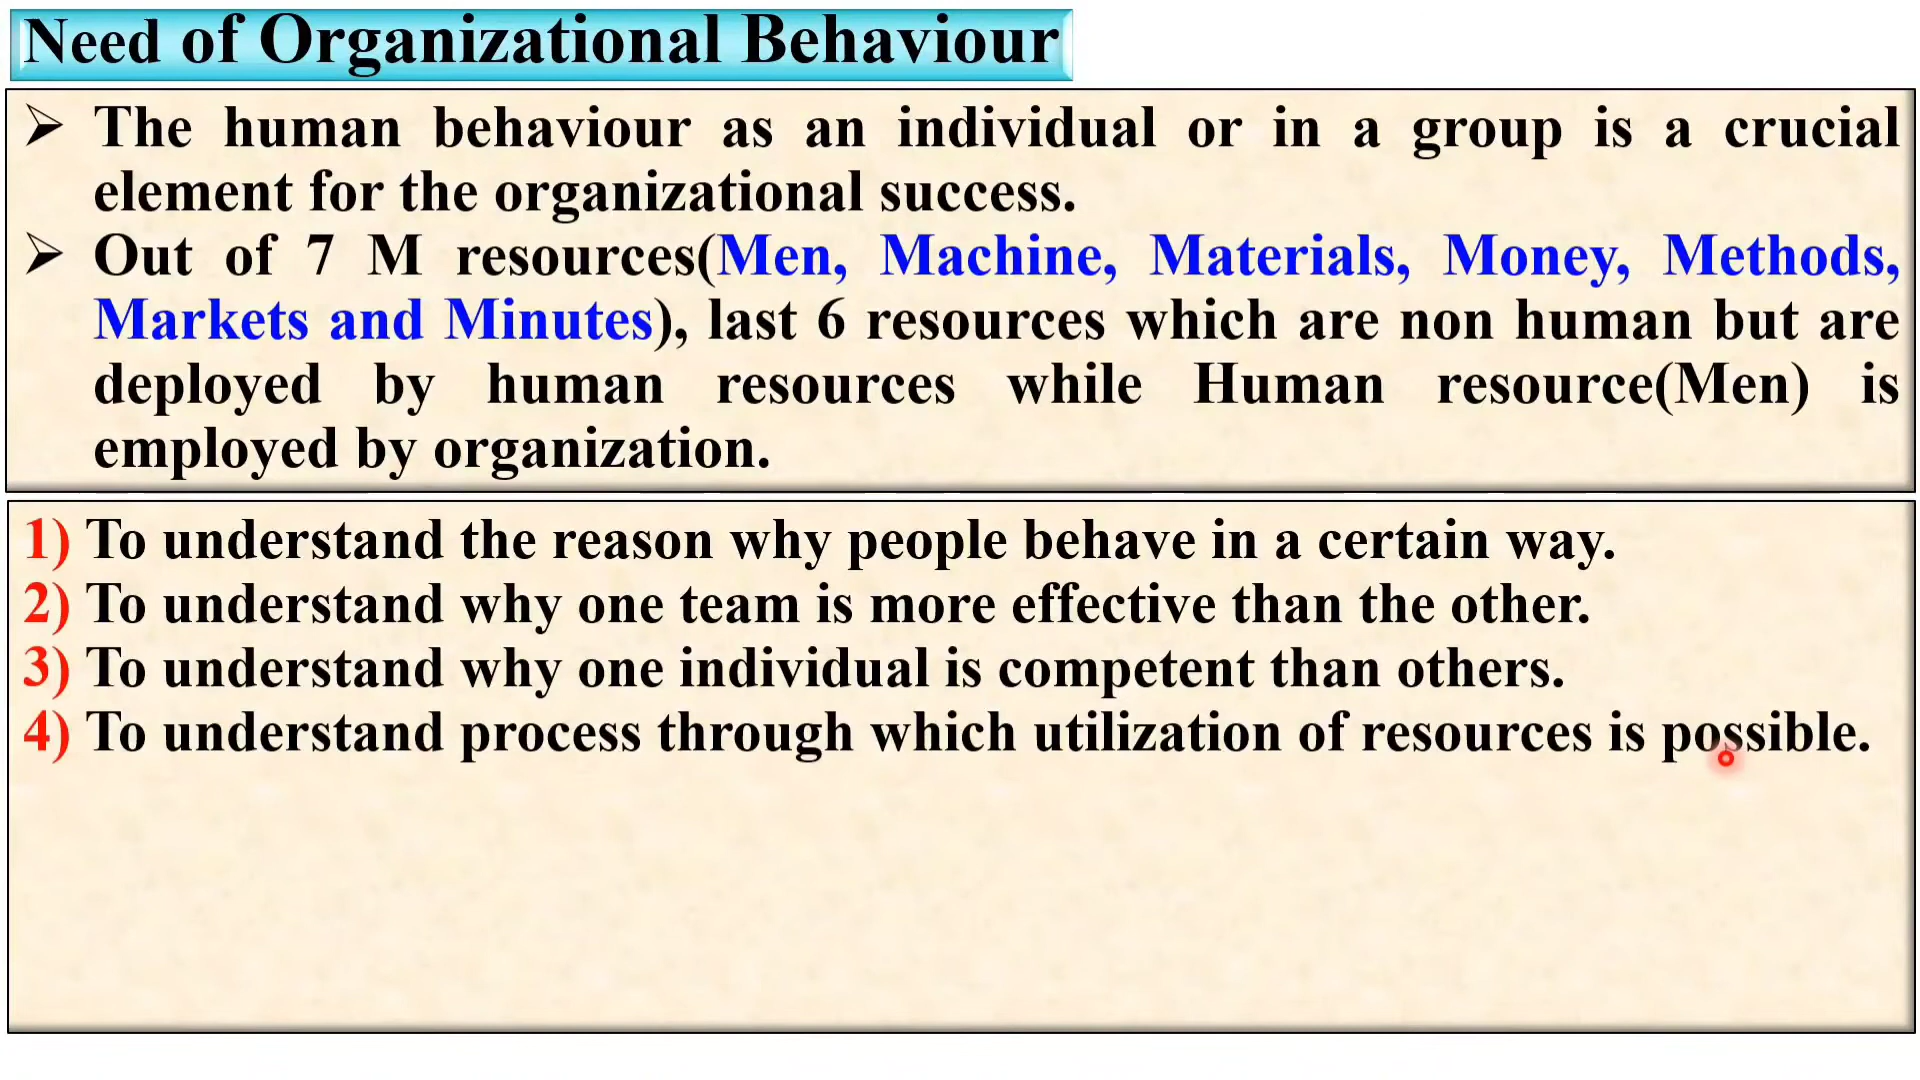 Need of Organizational Behaviour
➢ The human behaviour as an individual or in a group is a crucial
element for the organizational success.
➢ Out of 7 M resources(Men, Machine, Materials, Money, Methods,
Markets and Minutes), last 6 resources which are non human but are
deployed by human resources while Human resource(Men) is
employed by organization.
1) To understand the reason why people behave in a certain way.
2) To understand why one team is more effective than the other.
3) To understand why one individual is competent than others.
4) To understand process through which utilization of resources is possible.